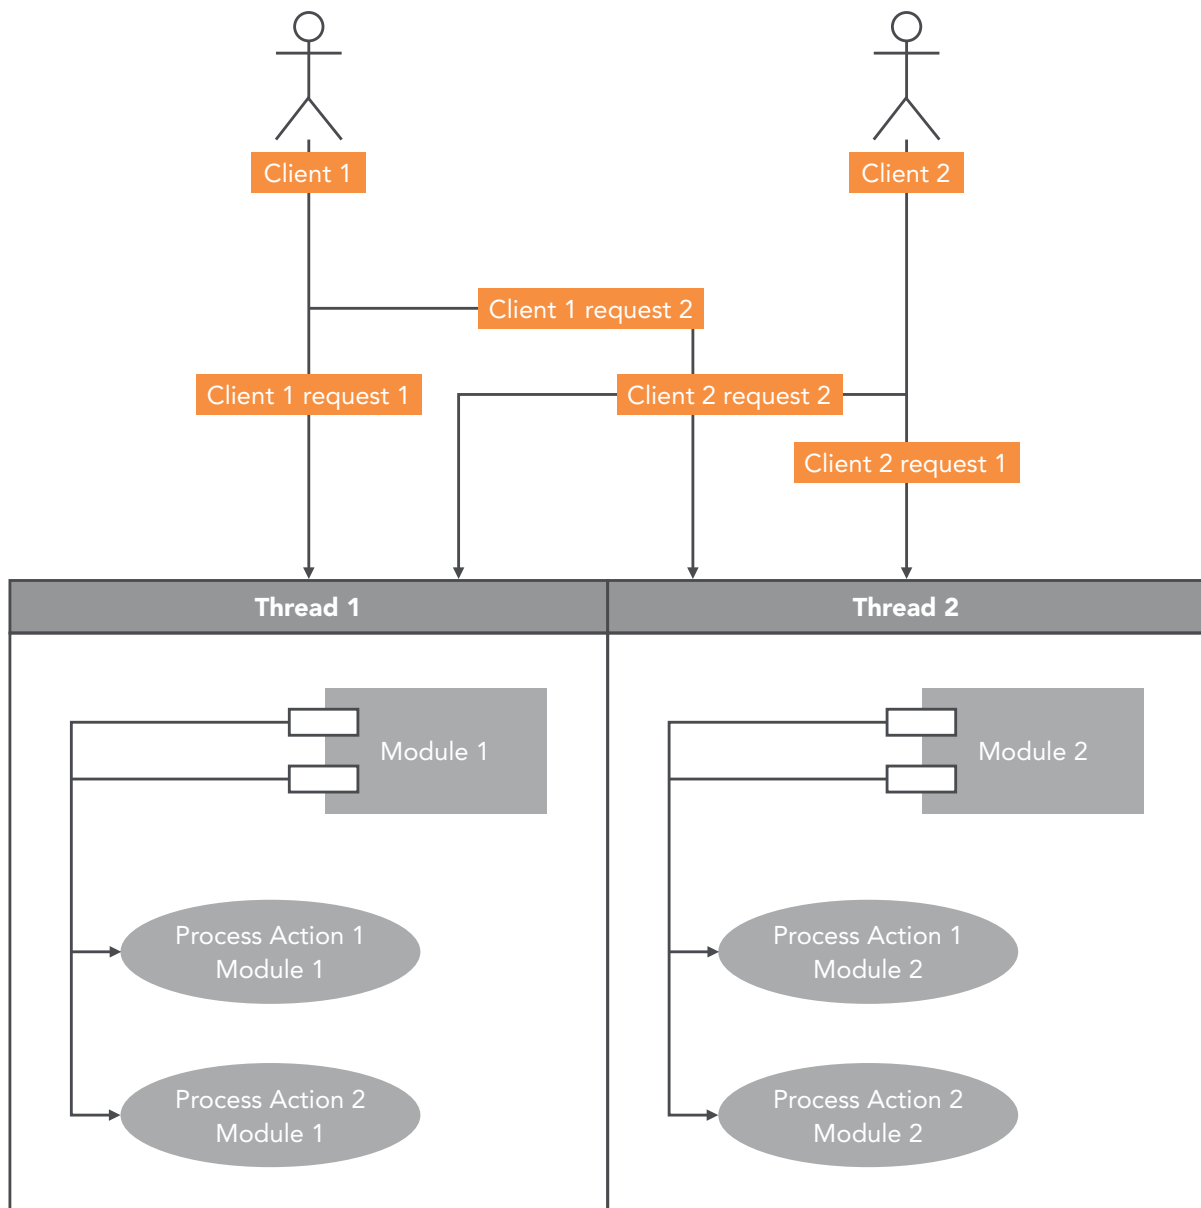 Client 1
Client 2
Client 1 request 2
Client 1 request 1
Client 2 request 2
Client 2 request 1
Thread 1
Thread 2
Module 1
Module 2
Process Action 1
Module 1
Process Action 1
Module 2
Process Action 2
Module 1
Process Action 2
Module 2